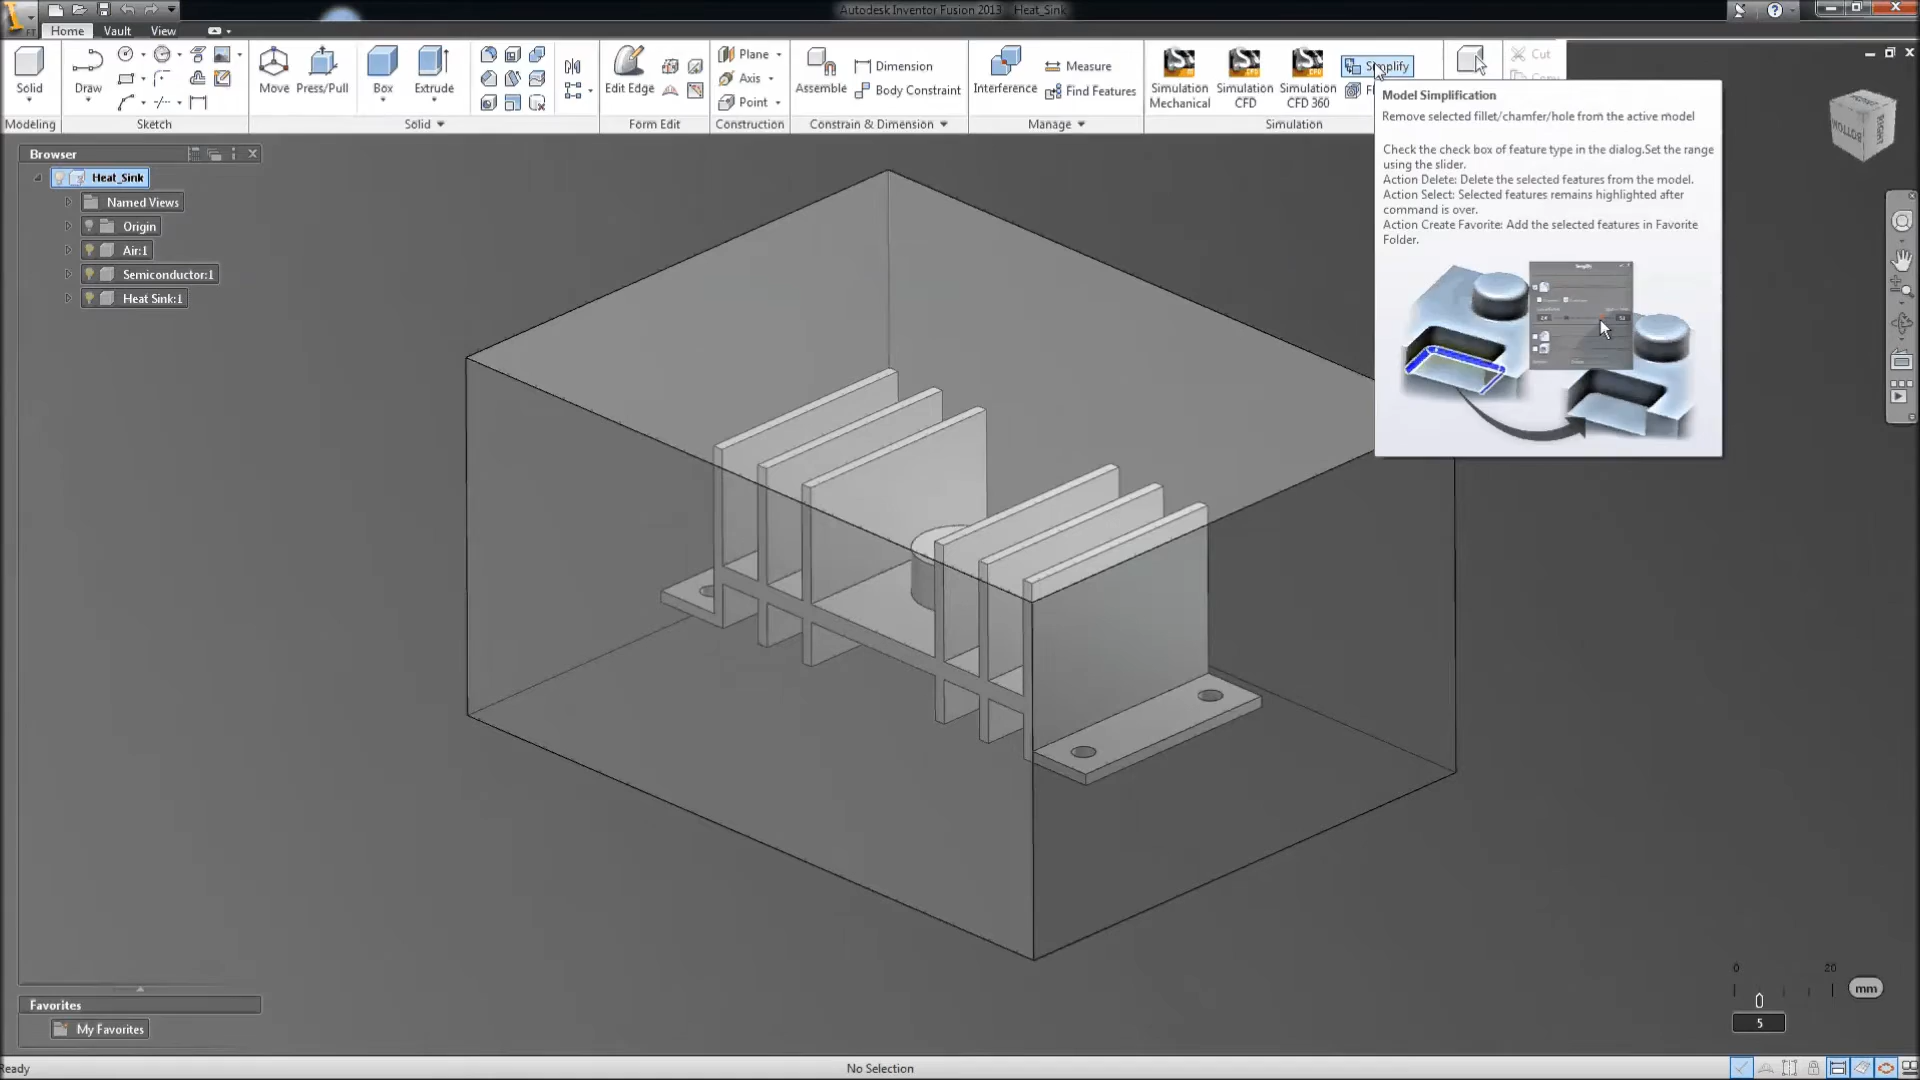 Autodesk Inventor Fusion 2013 Heat_Sink
FT
Home Vault View
Solid
Draw
Move
Press/Pull
Box
Extrude
Edit Edge
Plane
Axis
Point
Assemble
Dimension
Body Constraint
Interference
Measure
Find Features
Simulation
Mechanical
Simulation
CFD
Simulation
CFD 360
Simplify
Cut
Modeling
Sketch
Solid
Form Edit
Construction
Constrain & Dimension
Manage
Simulation
Model Simplification
Remove selected fillet/chamfer/hole from the active model
Check the check box of feature type in the dialog.Set the range
using the slider.
Action Delete: Delete the selected features from the model.
Action Select: Selected features remains highlighted after
command is over.
Action Create Favorite: Add the selected features in Favorite
Folder.
Browser
Heat_Sink
Named Views
Origin
Air:1
Semiconductor:1
Heat Sink:1
FRONT
BOTTOM
RIGHT
0 20
mm
5
Favorites
My Favorites
Ready
No Selection